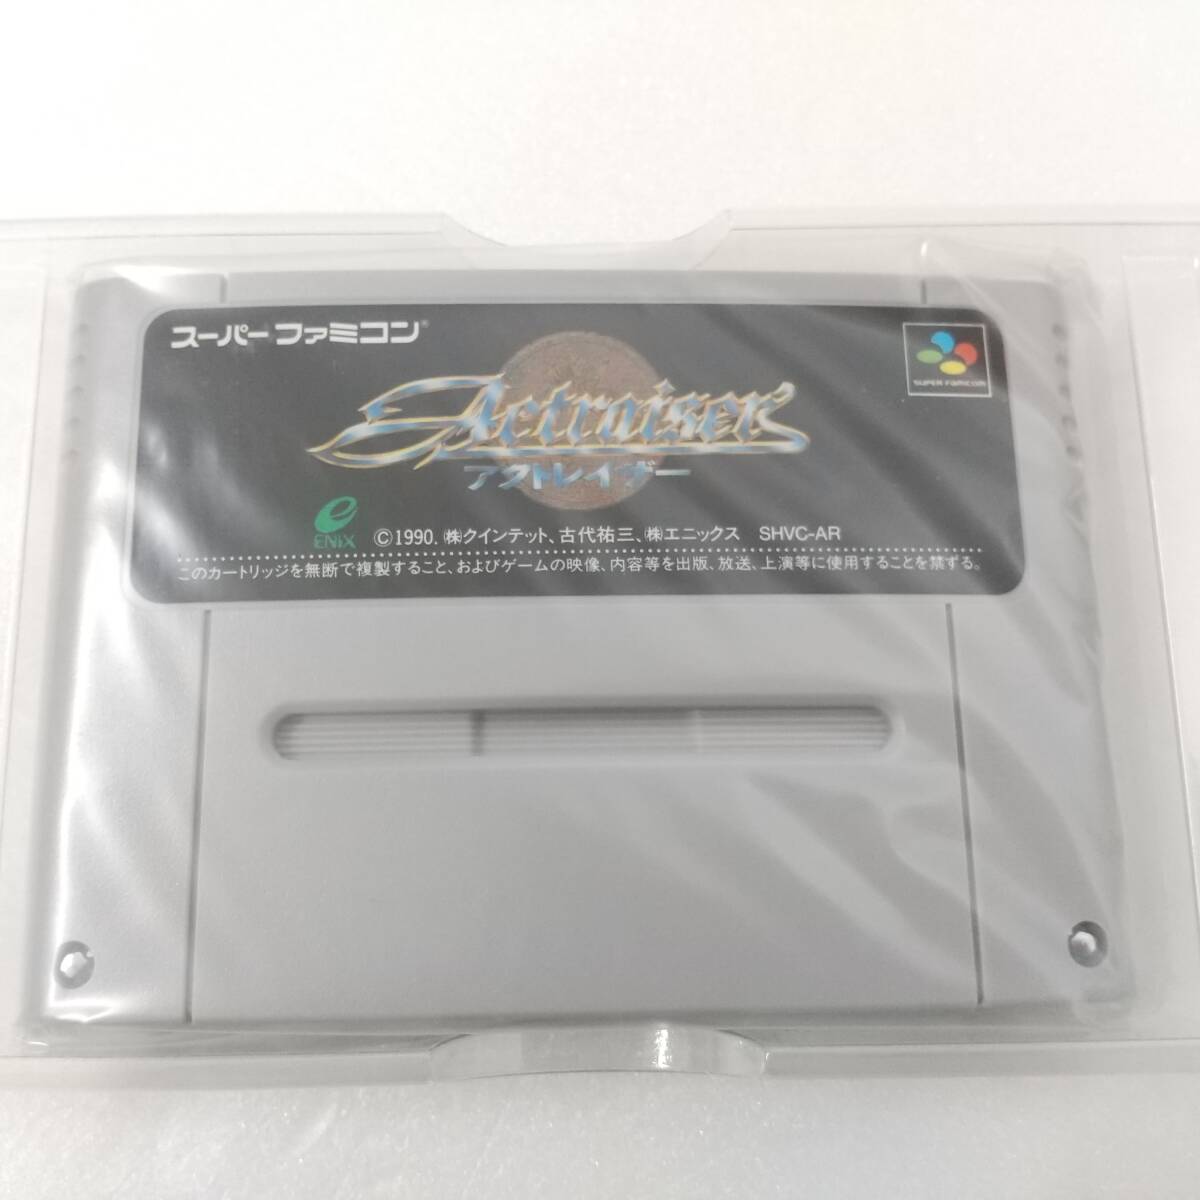 スーパーファミコン®
SUPER FAMICOM
Actraiser
アクトレイザー
ENIX
©1990. ㈱クインテット、古代祐三、㈱エニックス SHVC-AR
このカートリッジを無断で複製すること、およびゲームの映像、内容等を出版、放送、上演等に使用することを禁ずる。